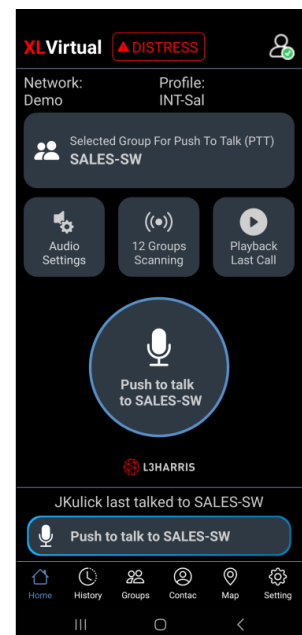 XLVirtual
DISTRESS
Network:
Demo
Profile:
INT-Sal
Selected Group For Push To Talk (PTT)
SALES-SW
Audio
Settings
12 Groups
Scanning
Playback
Last Call
Push to talk
to SALES-SW
L3HARRIS
JKulick last talked to SALES-SW
Push to talk to SALES-SW
Home History Groups Contac Map Setting